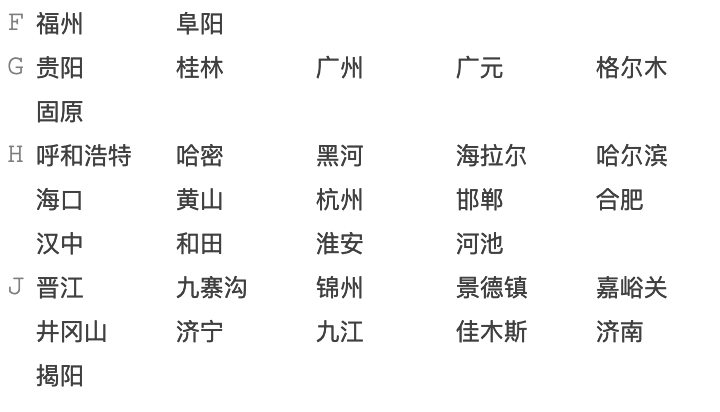 F 福州 阜阳
G 贵阳 桂林 广州 广元 格尔木
固原
H 呼和浩特 哈密 黑河 海拉尔 哈尔滨
海口 黄山 杭州 邯郸 合肥
汉中 和田 淮安 河池
J 晋江 九寨沟 锦州 景德镇 嘉峪关
井冈山 济宁 九江 佳木斯 济南
揭阳